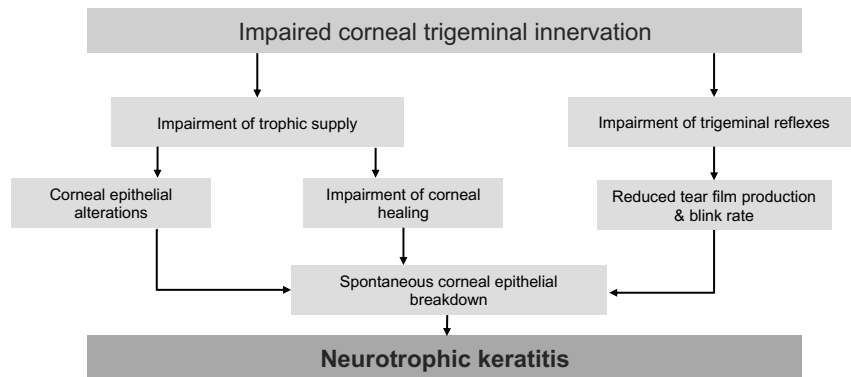 Impaired corneal trigeminal innervation
Impairment of trophic supply
Impairment of trigeminal reflexes
Corneal epithelial
alterations
Impairment of corneal
healing
Reduced tear film production
& blink rate
Spontaneous corneal epithelial
breakdown
Neurotrophic keratitis